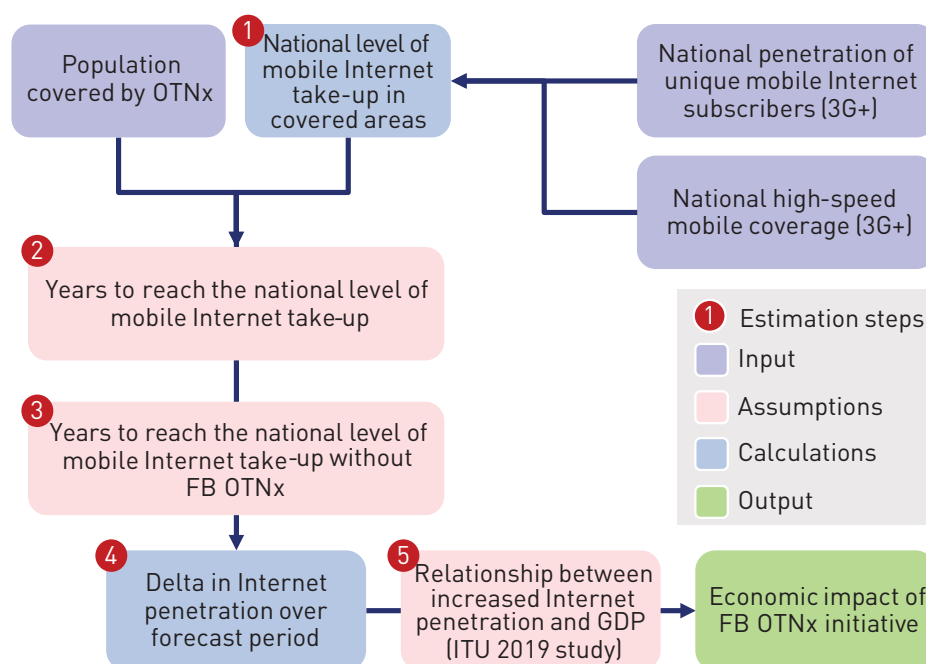 Population
covered by OTNx
1
National level of
mobile Internet
take-up in
covered areas
National penetration of
unique mobile Internet
subscribers (3G+)
National high-speed
mobile coverage (3G+)
2
Years to reach the national level of
mobile Internet take-up
3
Years to reach the national level of
mobile Internet take-up without
FB OTNx
4
Delta in Internet
penetration over
forecast period
5
Relationship between
increased Internet
penetration and GDP
(ITU 2019 study)
Economic impact of
FB OTNx initiative
1 Estimation steps
Input
Assumptions
Calculations
Output